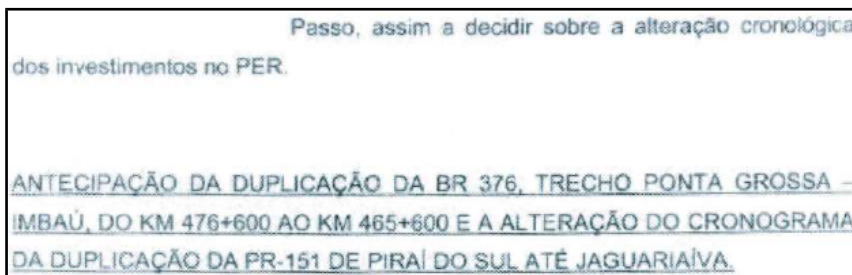 Passo, assim a decidir sobre a alteração cronológica
dos investimentos no PER.
ANTECIPAÇÃO DA DUPLICAÇÃO DA BR 376, TRECHO PONTA GROSSA –
IMBAÚ, DO KM 476+600 AO KM 465+600 E A ALTERAÇÃO DO CRONOGRAMA
DA DUPLICAÇÃO DA PR-151 DE PIRAÍ DO SUL ATÉ JAGUARIAÍVA.